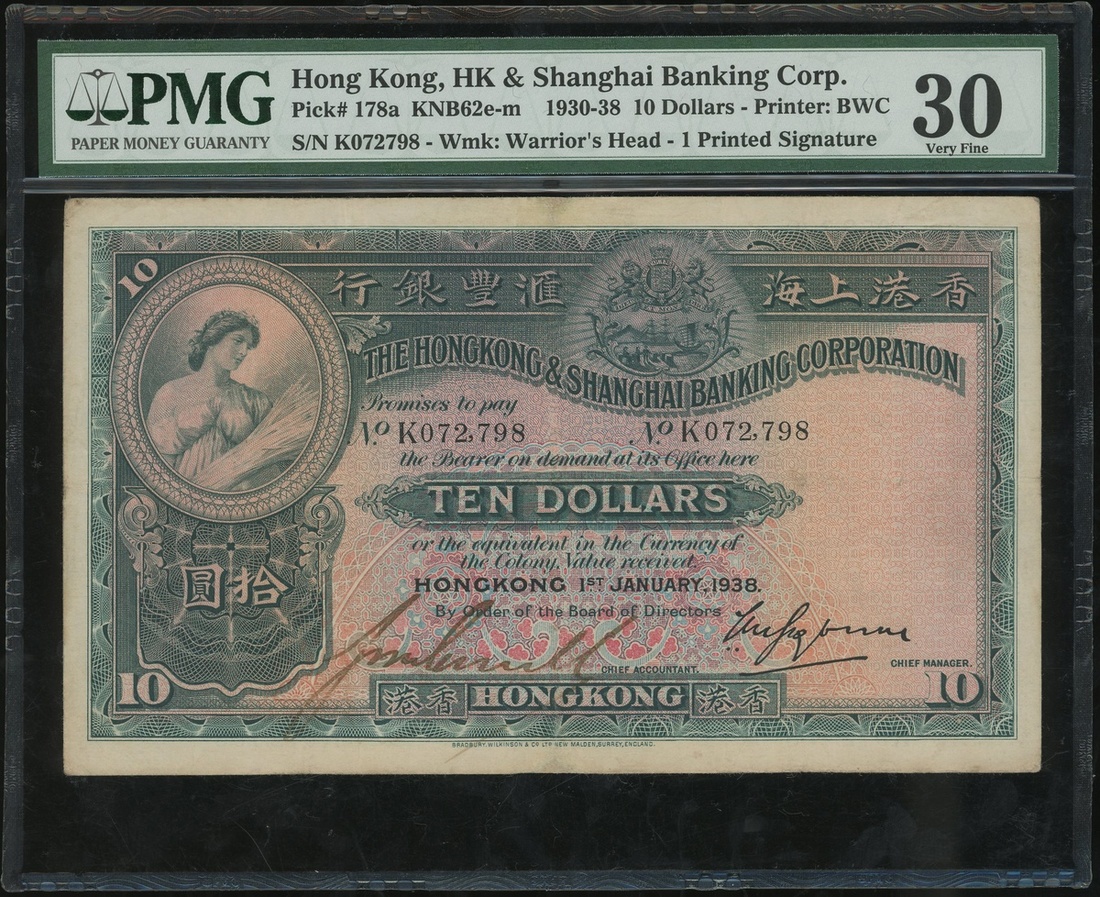 PMG
PAPER MONEY GUARANTY
Hong Kong, HK & Shanghai Banking Corp.
Pick# 178a KNB62e-m 1930-38 10 Dollars - Printer: BWC
S/N K072798 - Wmk: Warrior's Head - 1 Printed Signature
30
Very Fine
10
行銀豐滙 海上港香
THE HONGKONG & SHANGHAI BANKING CORPORATION
Promises to pay
No. K072,798 No. K072,798
the Bearer on demand at its Office here
TEN DOLLARS
or the equivalent in the Currency of
the Colony, Value received.
HONGKONG 1ST JANUARY, 1938.
By Order of the Board of Directors
圓拾
CHIEF ACCOUNTANT.
CHIEF MANAGER.
10 港香 HONGKONG 港香 10
BRADBURY, WILKINSON & CO. LTD NEW MALDEN, SURREY, ENGLAND.